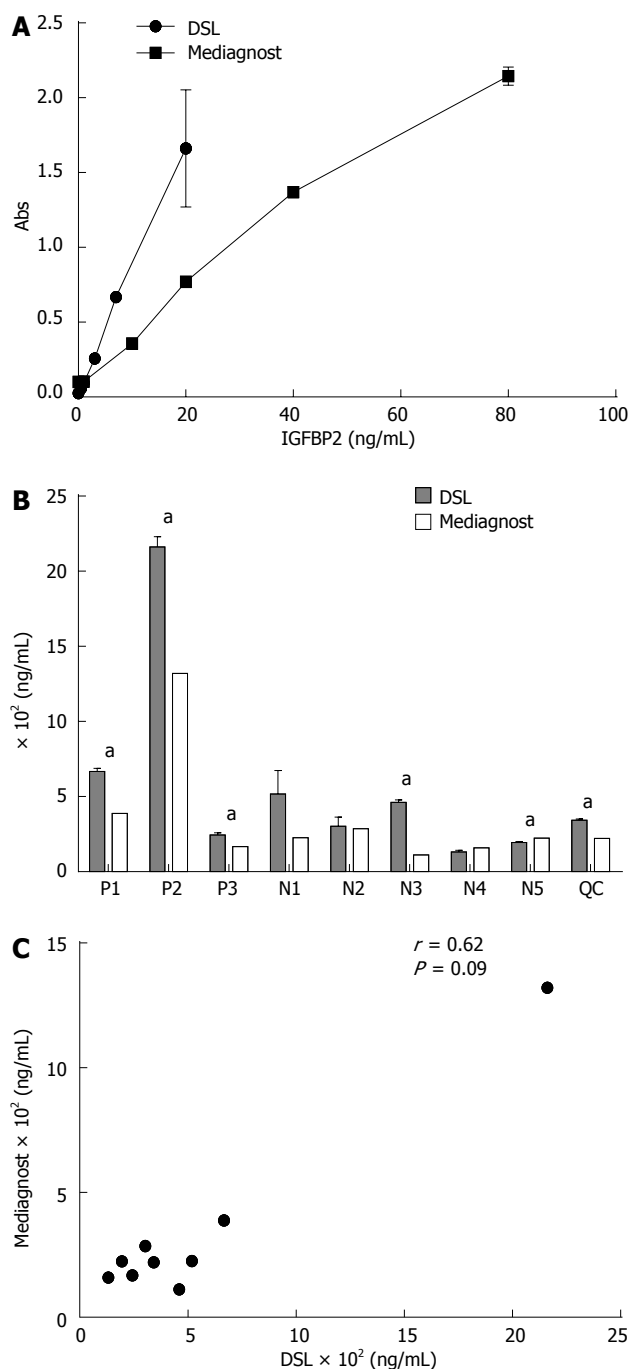 A
DSL
Mediagnost
2.5
2.0
1.5
1.0
0.5
0.0
Abs
0 20 40 60 80 100
IGFBP2 (ng/mL)
B
DSL
Mediagnost
25
20
15
10
5
0
× 10² (ng/mL)
a a a a a a
P1 P2 P3 N1 N2 N3 N4 N5 QC
C
r = 0.62
P = 0.09
15
10
5
0
Mediagnost × 10² (ng/mL)
0 5 10 15 20 25
DSL × 10² (ng/mL)